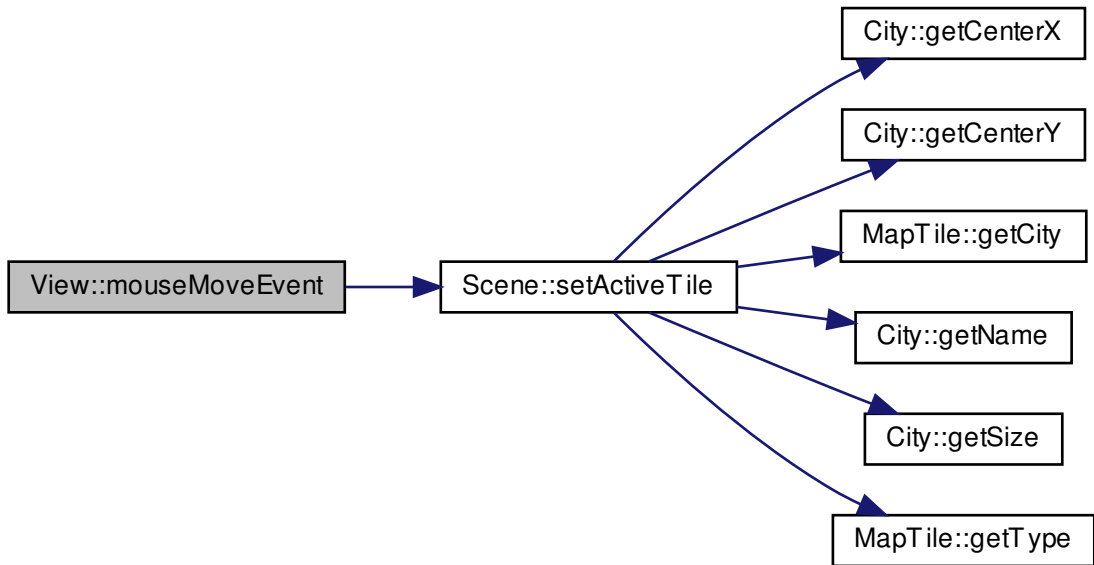 City::getCenterX
City::getCenterY
MapTile::getCity
View::mouseMoveEvent
Scene::setActiveTile
City::getName
City::getSize
MapTile::getType